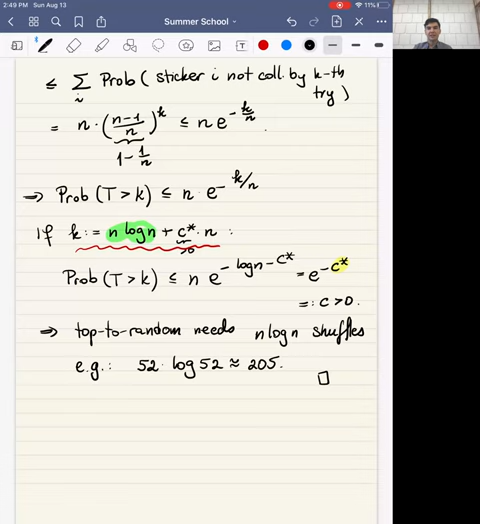 2:49 PM Sun Aug 13
Summer School
≤ Σ_i Prob ( sticker i not coll. by k-th try )
= n · ( (n-1)/n )^k ≤ n e^{-k/n} .
1 - 1/n
⇒ Prob (T > k) ≤ n · e^{-k/n}
If k := n log n + c* · n :
>0
Prob (T > k) ≤ n e^{-log n - c*} = e^{-c*}
=: c > 0.
⇒ top-to-random needs n log n shuffles
e.g.: 52 · log 52 ≈ 205.
□